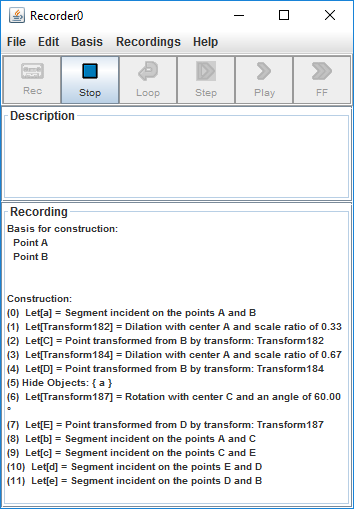 Recorder0
File Edit Basis Recordings Help
Rec Stop Loop Step Play FF
Description
Recording
Basis for construction:
Point A
Point B
Construction:
(0) Let[a] = Segment incident on the points A and B
(1) Let[Transform182] = Dilation with center A and scale ratio of 0.33
(2) Let[C] = Point transformed from B by transform: Transform182
(3) Let[Transform184] = Dilation with center A and scale ratio of 0.67
(4) Let[D] = Point transformed from B by transform: Transform184
(5) Hide Objects: { a }
(6) Let[Transform187] = Rotation with center C and an angle of 60.00
°
(7) Let[E] = Point transformed from D by transform: Transform187
(8) Let[b] = Segment incident on the points A and C
(9) Let[c] = Segment incident on the points C and E
(10) Let[d] = Segment incident on the points E and D
(11) Let[e] = Segment incident on the points D and B